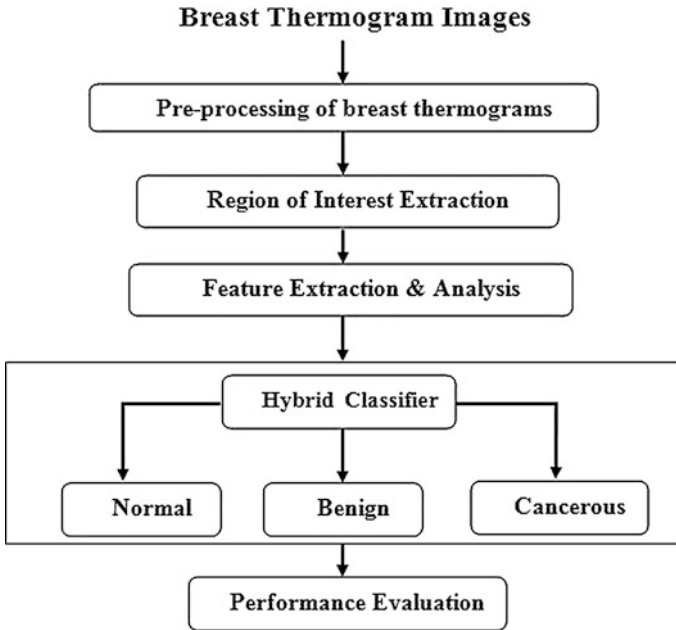 Breast Thermogram Images
Pre-processing of breast thermograms
Region of Interest Extraction
Feature Extraction & Analysis
Hybrid Classifier
Normal
Benign
Cancerous
Performance Evaluation